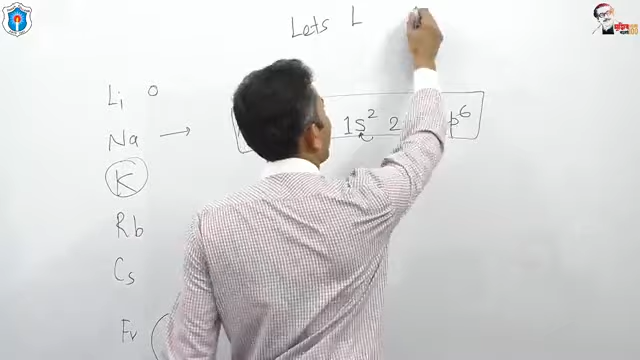 Lets L
Li
Na → 1s² 2 p⁶
K
Rb
Cs
Fr